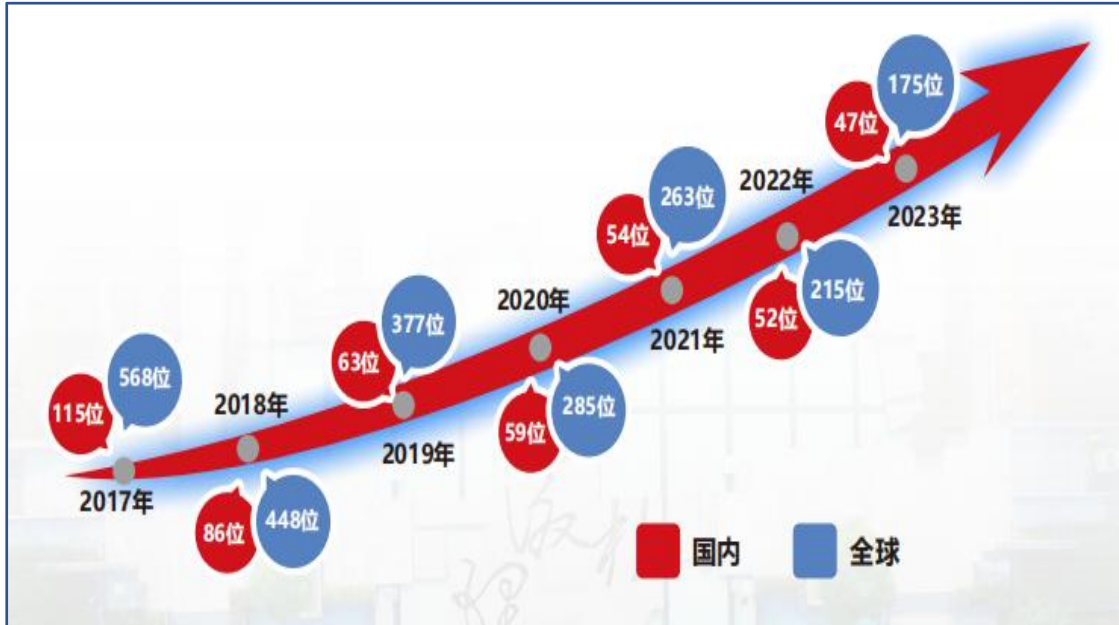 175位
47位
2022年
263位
2023年
54位
2020年
215位
377位
52位
2021年
63位
568位
285位
2018年
115位
59位
2019年
2017年
448位
86位
国内
全球